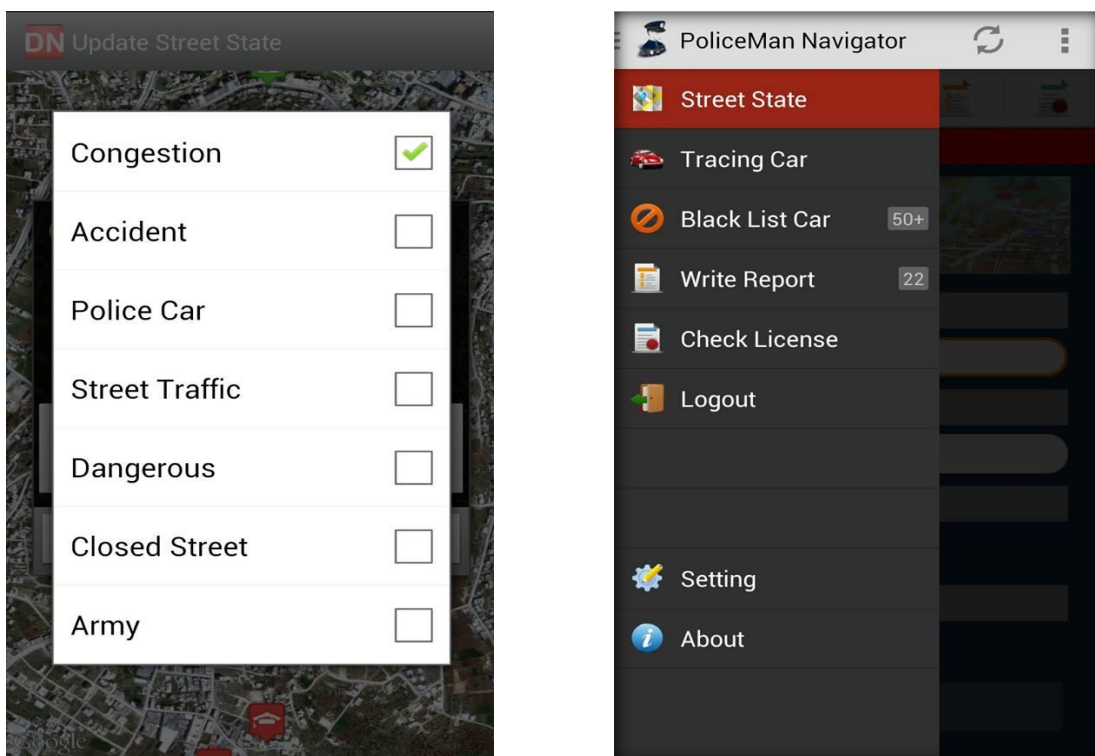 DN Update Street State
Congestion
Accident
Police Car
Street Traffic
Dangerous
Closed Street
Army
Google
PoliceMan Navigator
Street State
Tracing Car
Black List Car 50+
Write Report 22
Check License
Logout
Setting
About